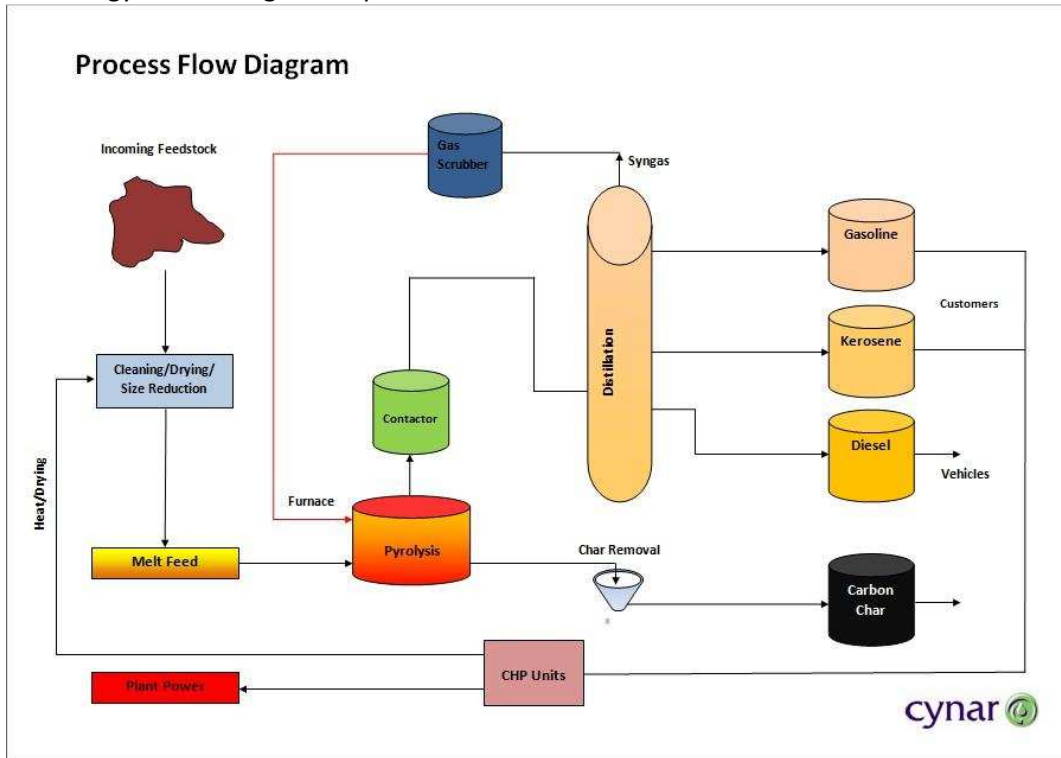 Process Flow Diagram
Incoming Feedstock
Gas
Scrubber
Syngas
Gasoline
Customers
Kerosene
Distillation
Cleaning/Drying/
Size Reduction
Contactor
Diesel
Vehicles
Heat/Drying
Furnace
Pyrolysis
Melt Feed
Char Removal
Carbon
Char
CHP Units
Plant Power
cynar